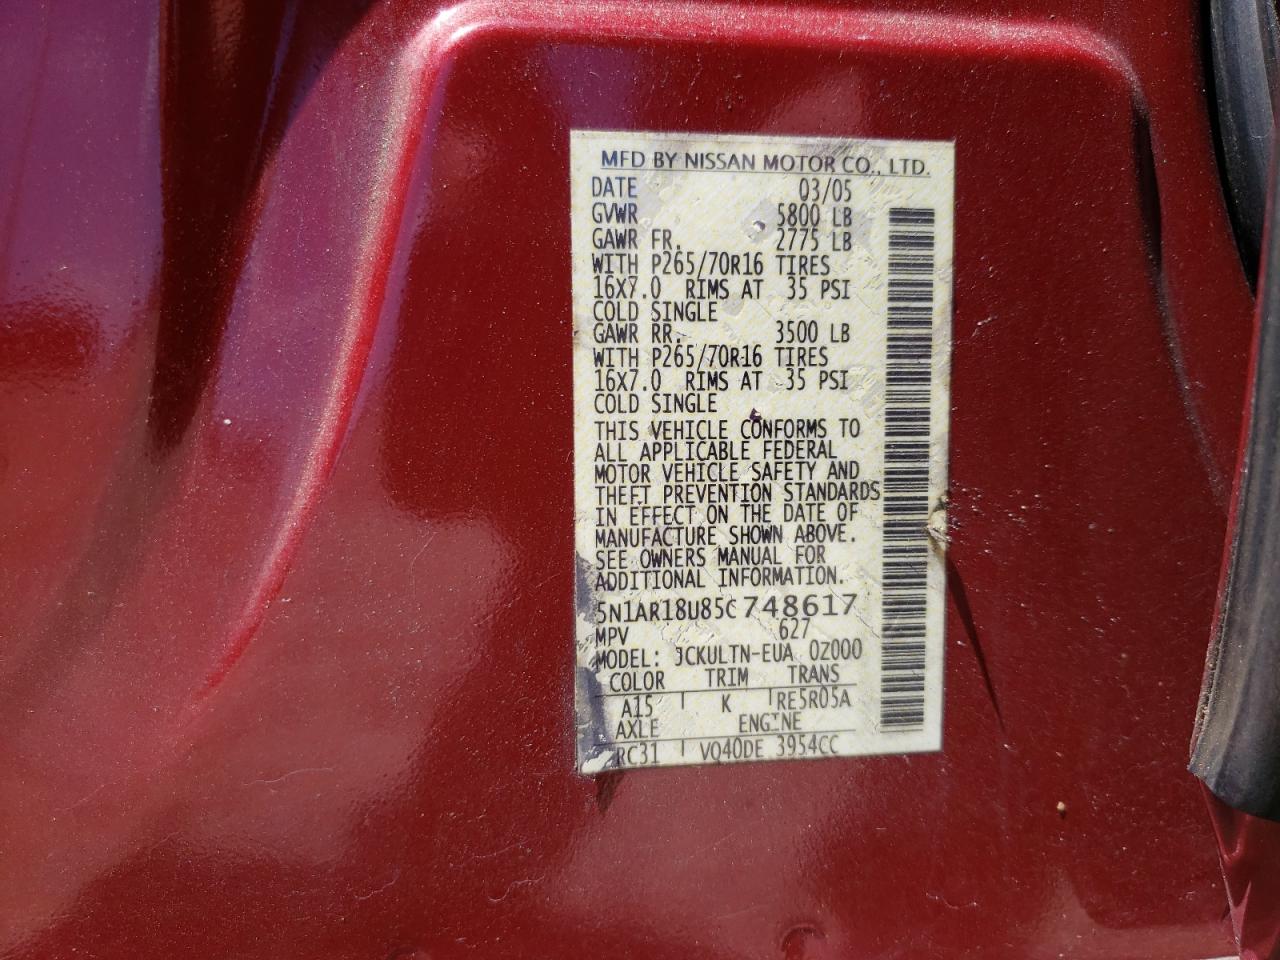 MFD BY NISSAN MOTOR CO., LTD.
DATE 03/05
GVWR 5800 LB
GAWR FR. 2775 LB
WITH P265/70R16 TIRES
16X7.0 RIMS AT 35 PSI
COLD SINGLE
GAWR RR. 3500 LB
WITH P265/70R16 TIRES
16X7.0 RIMS AT 35 PSI
COLD SINGLE
THIS VEHICLE CONFORMS TO
ALL APPLICABLE FEDERAL
MOTOR VEHICLE SAFETY AND
THEFT PREVENTION STANDARDS
IN EFFECT ON THE DATE OF
MANUFACTURE SHOWN ABOVE.
SEE OWNERS MANUAL FOR
ADDITIONAL INFORMATION.
5N1AR18U85C748617
MPV 627
MODEL: JCKULTN-EUA 0Z000
COLOR TRIM TRANS
A15 K RE5R05A
AXLE ENGINE
RC31 VQ40DE 3954CC